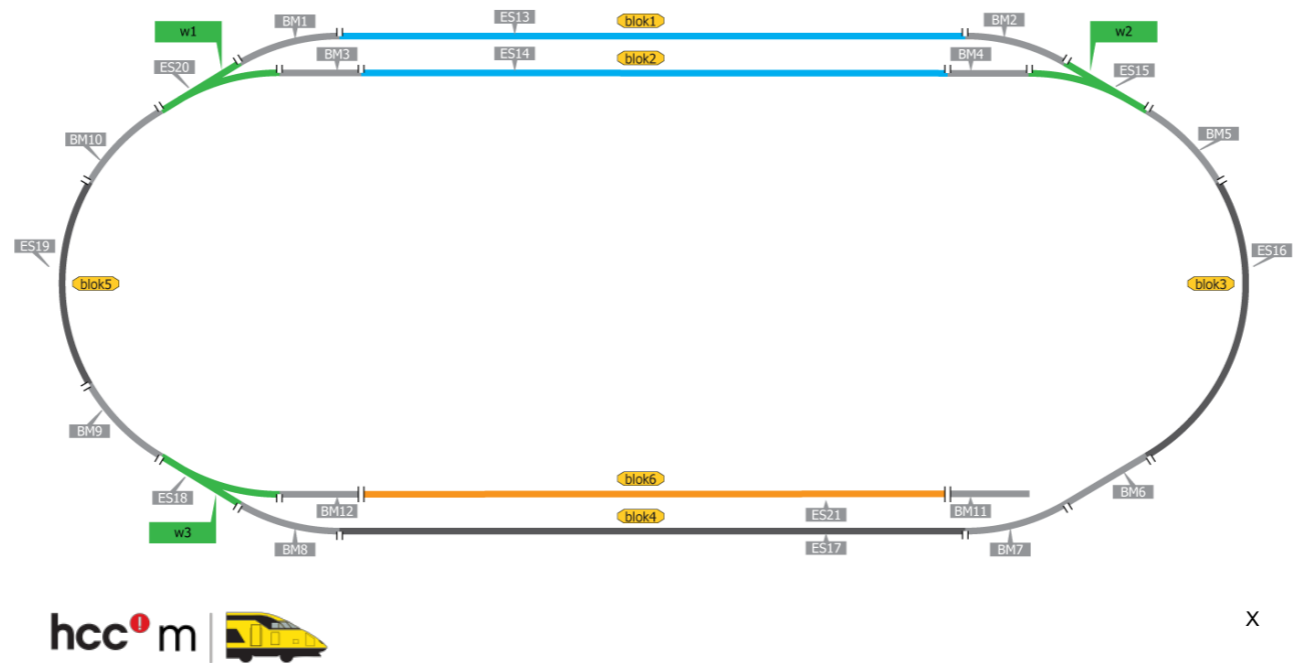 BM1
ES13
blok1
BM2
w1
w2
BM3
ES14
blok2
BM4
ES20
ES15
BM10
BM5
ES19
ES16
blok5
blok3
BM9
blok6
ES18
BM12
ES21
BM11
BM6
blok4
w3
BM8
ES17
BM7
hcc! m
x